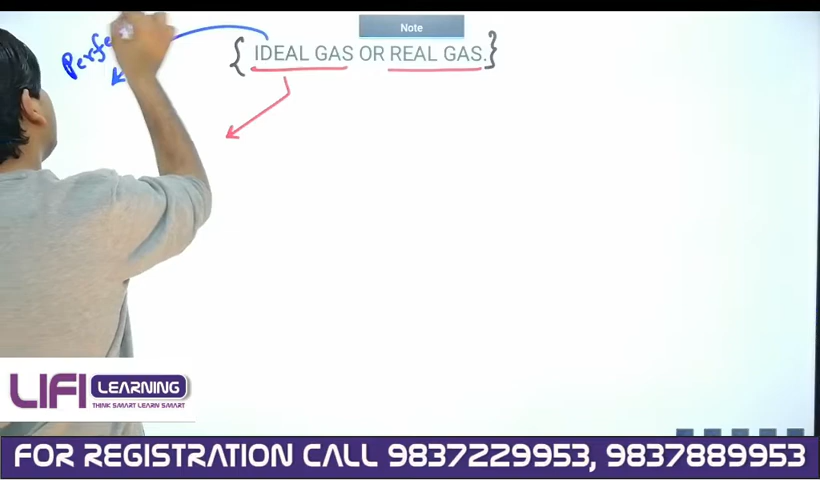 Note
{ IDEAL GAS OR REAL GAS. }
LIFI LEARNING
THINK SMART LEARN SMART
FOR REGISTRATION CALL 9837229953, 9837889953